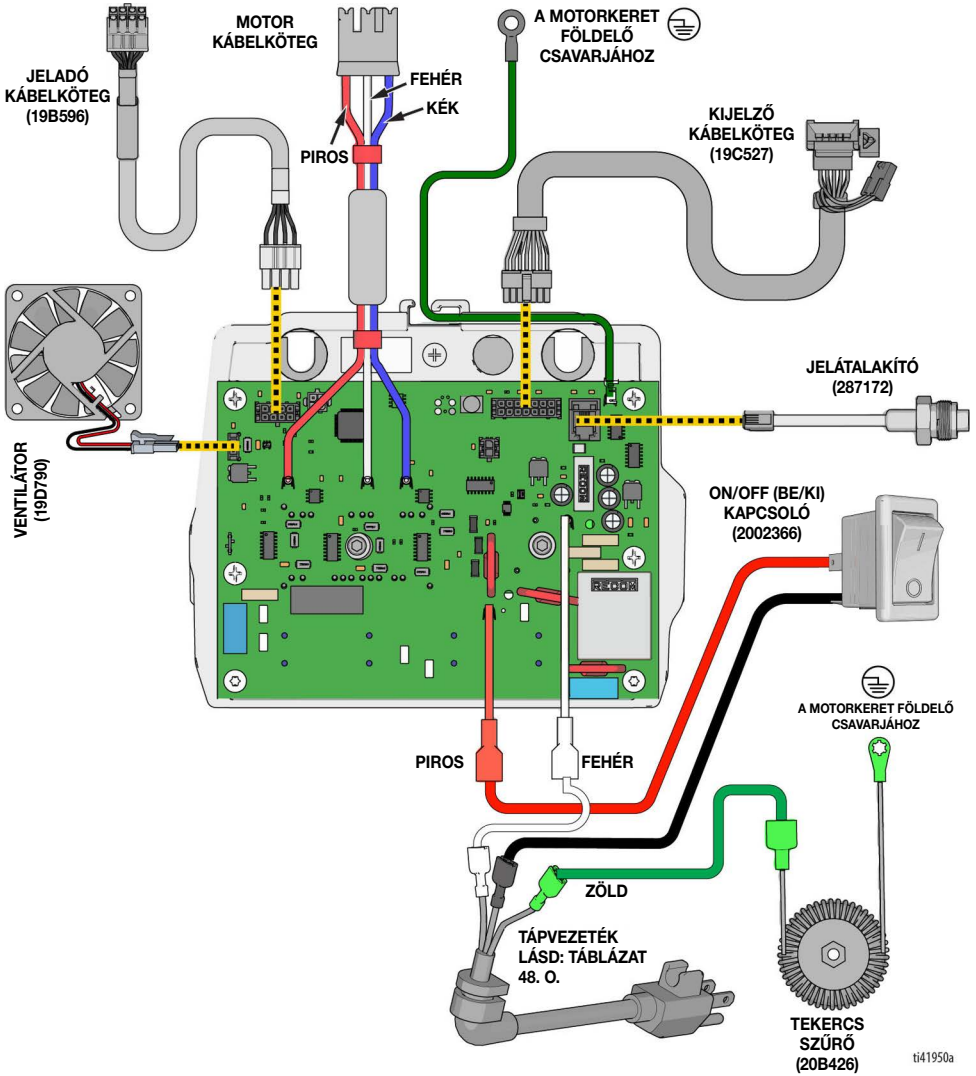 MOTOR
KÁBELKÖTEG
A MOTORKERET
FÖLDELŐ
CSAVARJÁHOZ
JELADÓ
KÁBELKÖTEG
(19B596)
FEHÉR
KÉK
PIROS
KIJELZŐ
KÁBELKÖTEG
(19C527)
VENTILÁTOR
(19D790)
JELÁTALAKÍTÓ
(287172)
ON/OFF (BE/KI)
KAPCSOLÓ
(2002366)
A MOTORKERET FÖLDELŐ
CSAVARJÁHOZ
PIROS
FEHÉR
ZÖLD
TÁPVEZETÉK
LÁSD: TÁBLÁZAT
48. O.
TEKERCS
SZŰRŐ
(20B426)
ti41950a